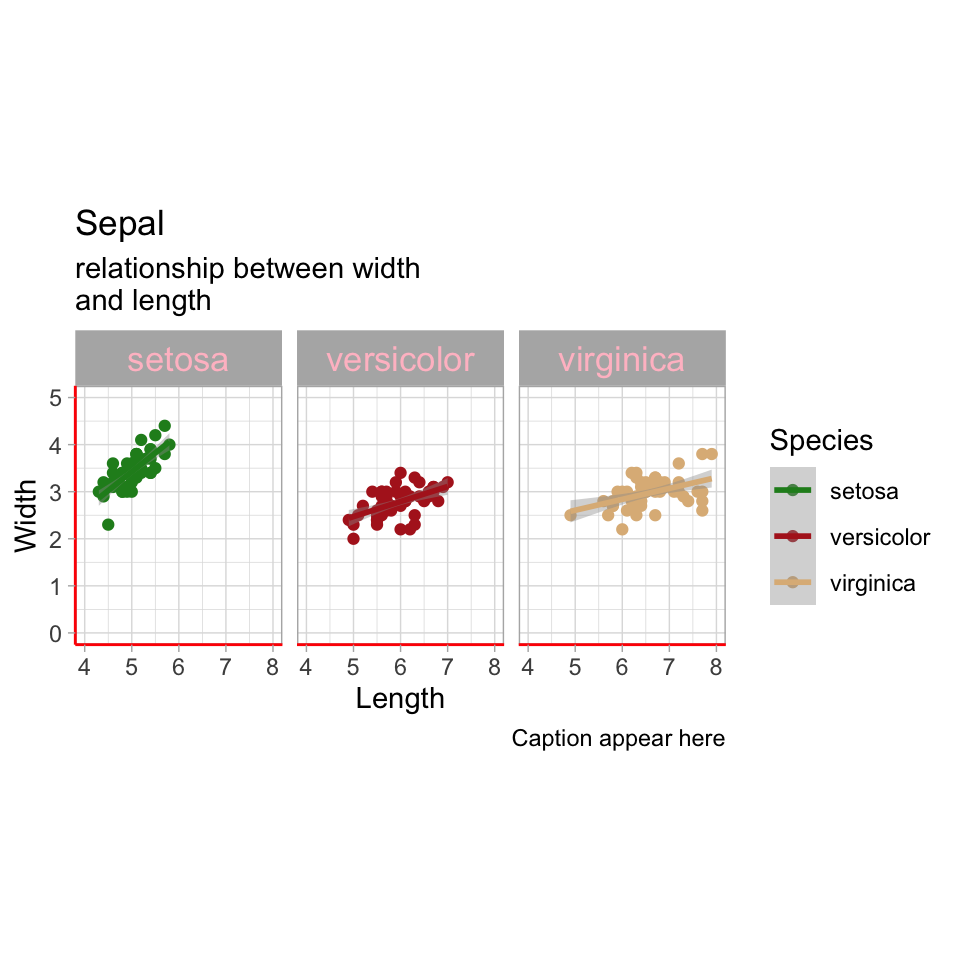 Sepal
relationship between width
and length
setosa versicolor virginica
5
4
3
2
1
0
Width
4 5 6 7 8 4 5 6 7 8 4 5 6 7 8
Length
Caption appear here
Species
setosa
versicolor
virginica